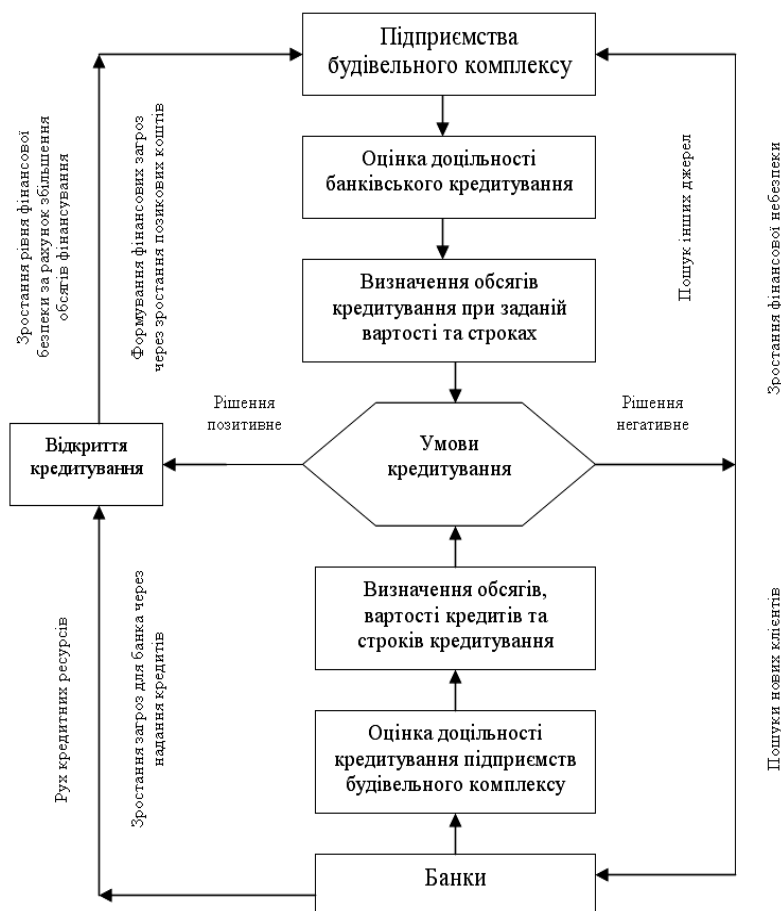 Підприємства
будівельного комплексу
Оцінка доцільності
банківського кредитування
Визначення обсягів
кредитування при заданій
вартості та строках
Умови
кредитування
Рішення
позитивне
Рішення
негативне
Відкриття
кредитування
Визначення обсягів,
вартості кредитів та
строків кредитування
Оцінка доцільності
кредитування підприємств
будівельного комплексу
Банки
Зростання рівня фінансової
безпеки за рахунок збільшення
обсягів фінансування
Формування фінансових загроз
через зростання позикових коштів
Пошук інших джерел
Зростання фінансової небезпеки
Рух кредитних ресурсів
Зростання загроз для банка через
надання кредитів
Пошуки нових клієнтів